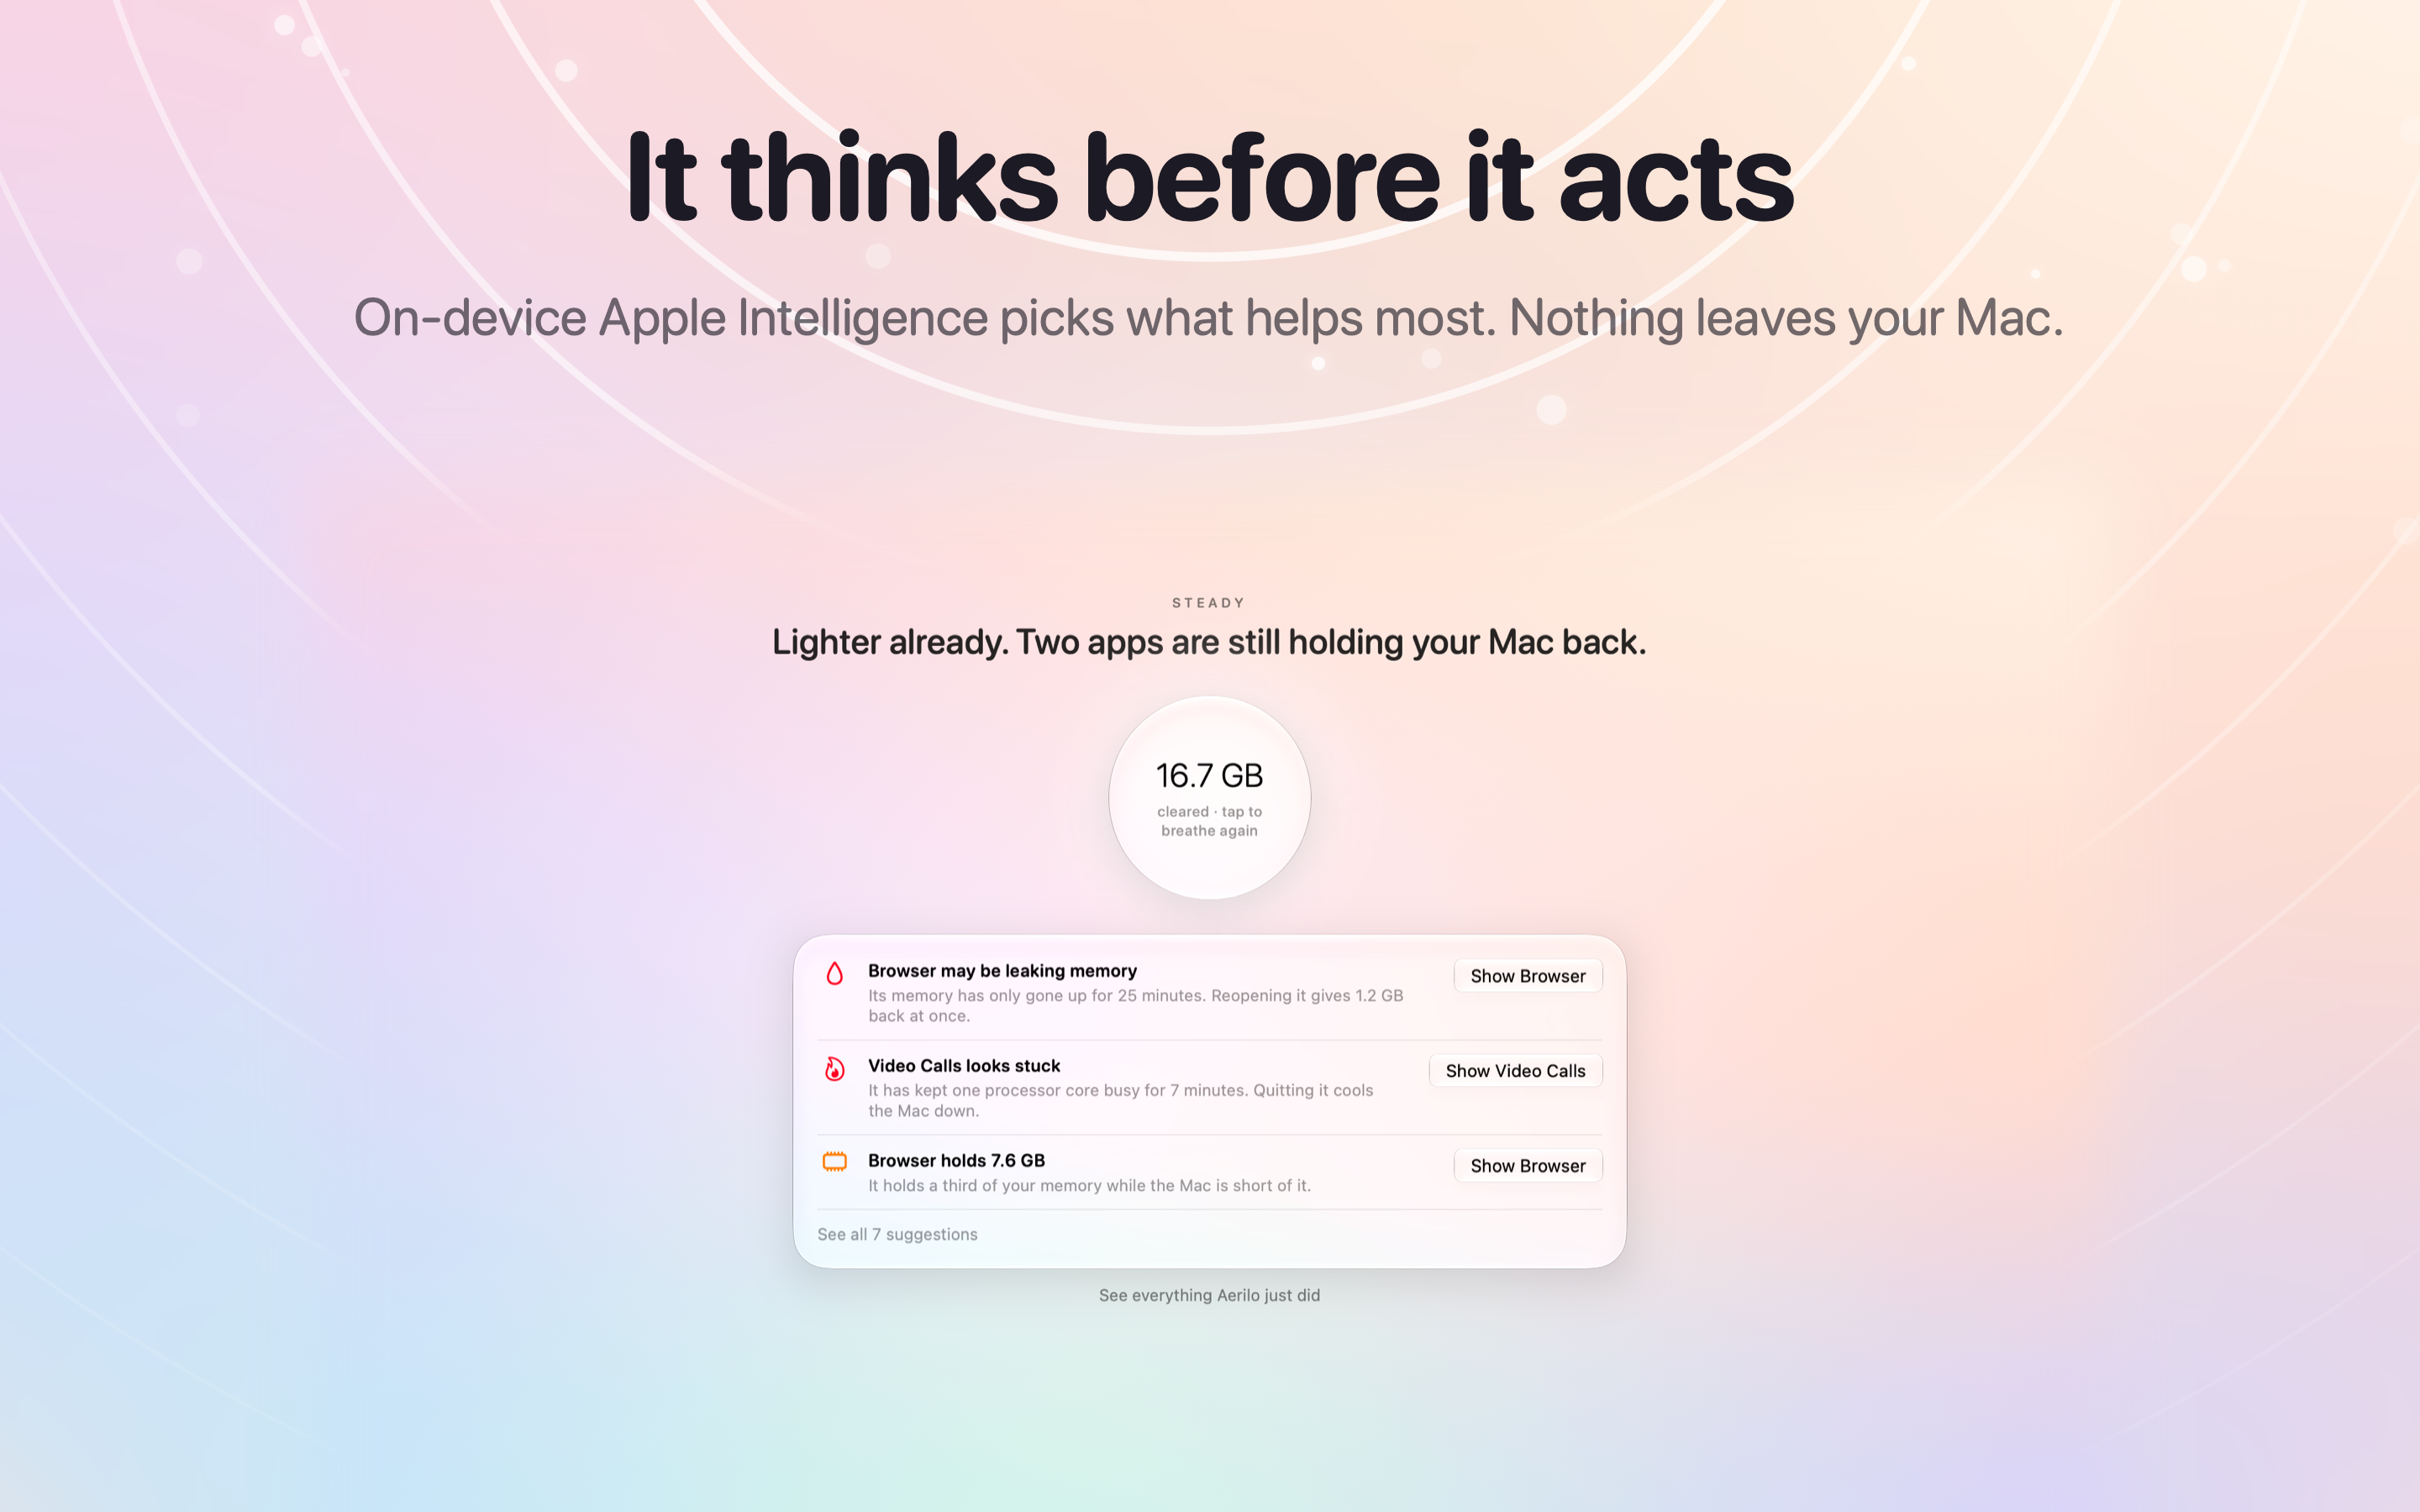 It thinks before it acts
On-device Apple Intelligence picks what helps most. Nothing leaves your Mac.
STEADY
Lighter already. Two apps are still holding your Mac back.
16.7 GB
cleared · tap to
breathe again
Browser may be leaking memory
Show Browser
Its memory has only gone up for 25 minutes. Reopening it gives 1.2 GB
back at once.
Video Calls looks stuck
Show Video Calls
It has kept one processor core busy for 7 minutes. Quitting it cools
the Mac down.
Browser holds 7.6 GB
Show Browser
It holds a third of your memory while the Mac is short of it.
See all 7 suggestions
See everything Aerilo just did